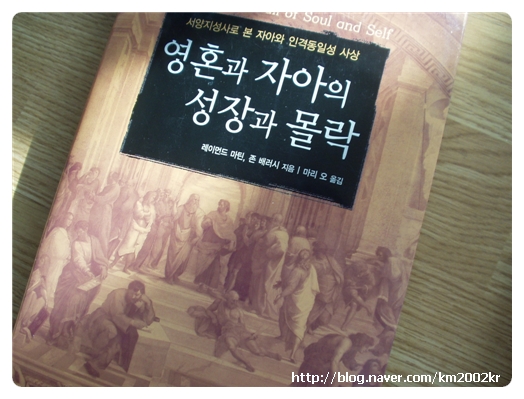 of Soul and Self
서양지성사로 본 자아와 인격동일성 사상
영혼과 자아의
성장과 몰락
레이먼드 마틴, 존 배러시 지음 | 마리 오 옮김
http://blog.naver.com/km2002kr